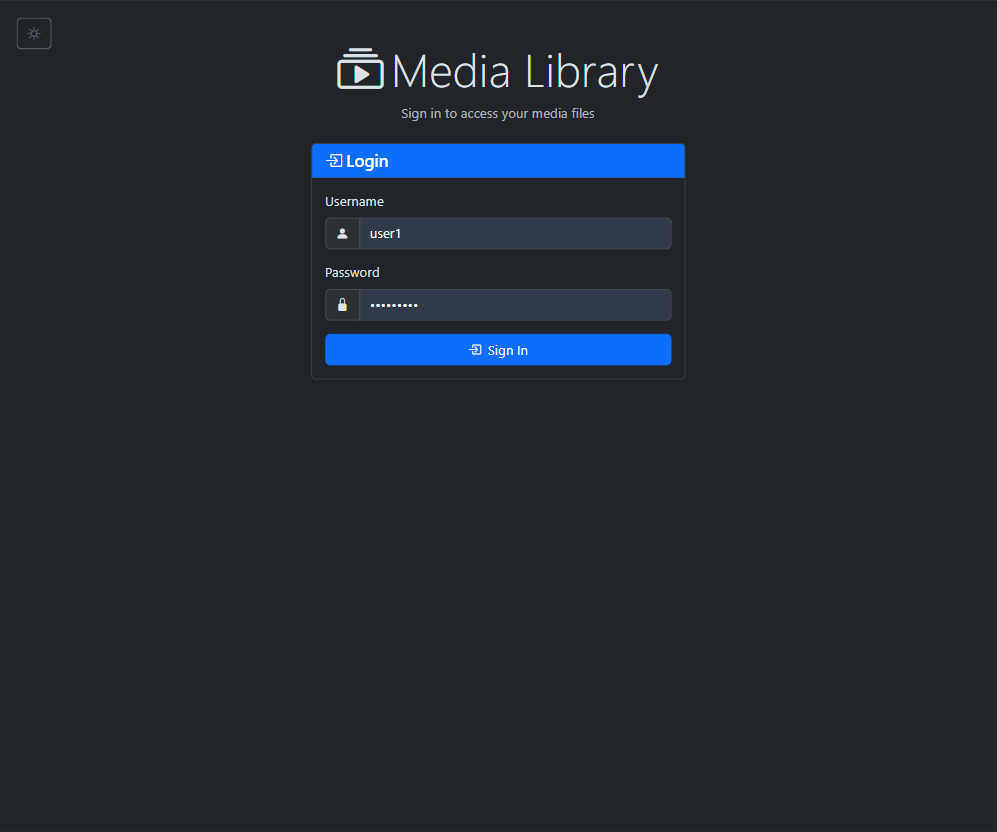 Media Library
Sign in to access your media files
Login
Username
user1
Password
•••••••••
Sign In